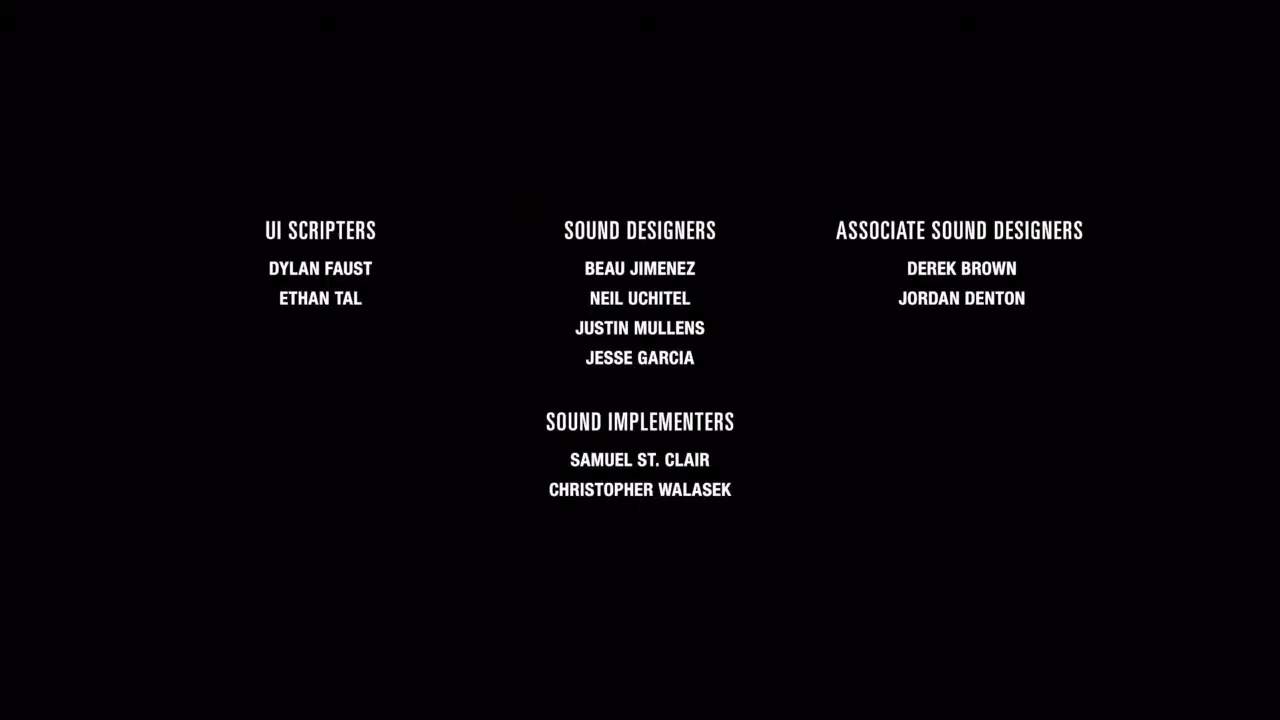 UI SCRIPTERS
DYLAN FAUST
ETHAN TAL
SOUND DESIGNERS
BEAU JIMENEZ
NEIL UCHITEL
JUSTIN MULLENS
JESSE GARCIA
SOUND IMPLEMENTERS
SAMUEL ST. CLAIR
CHRISTOPHER WALASEK
ASSOCIATE SOUND DESIGNERS
DEREK BROWN
JORDAN DENTON